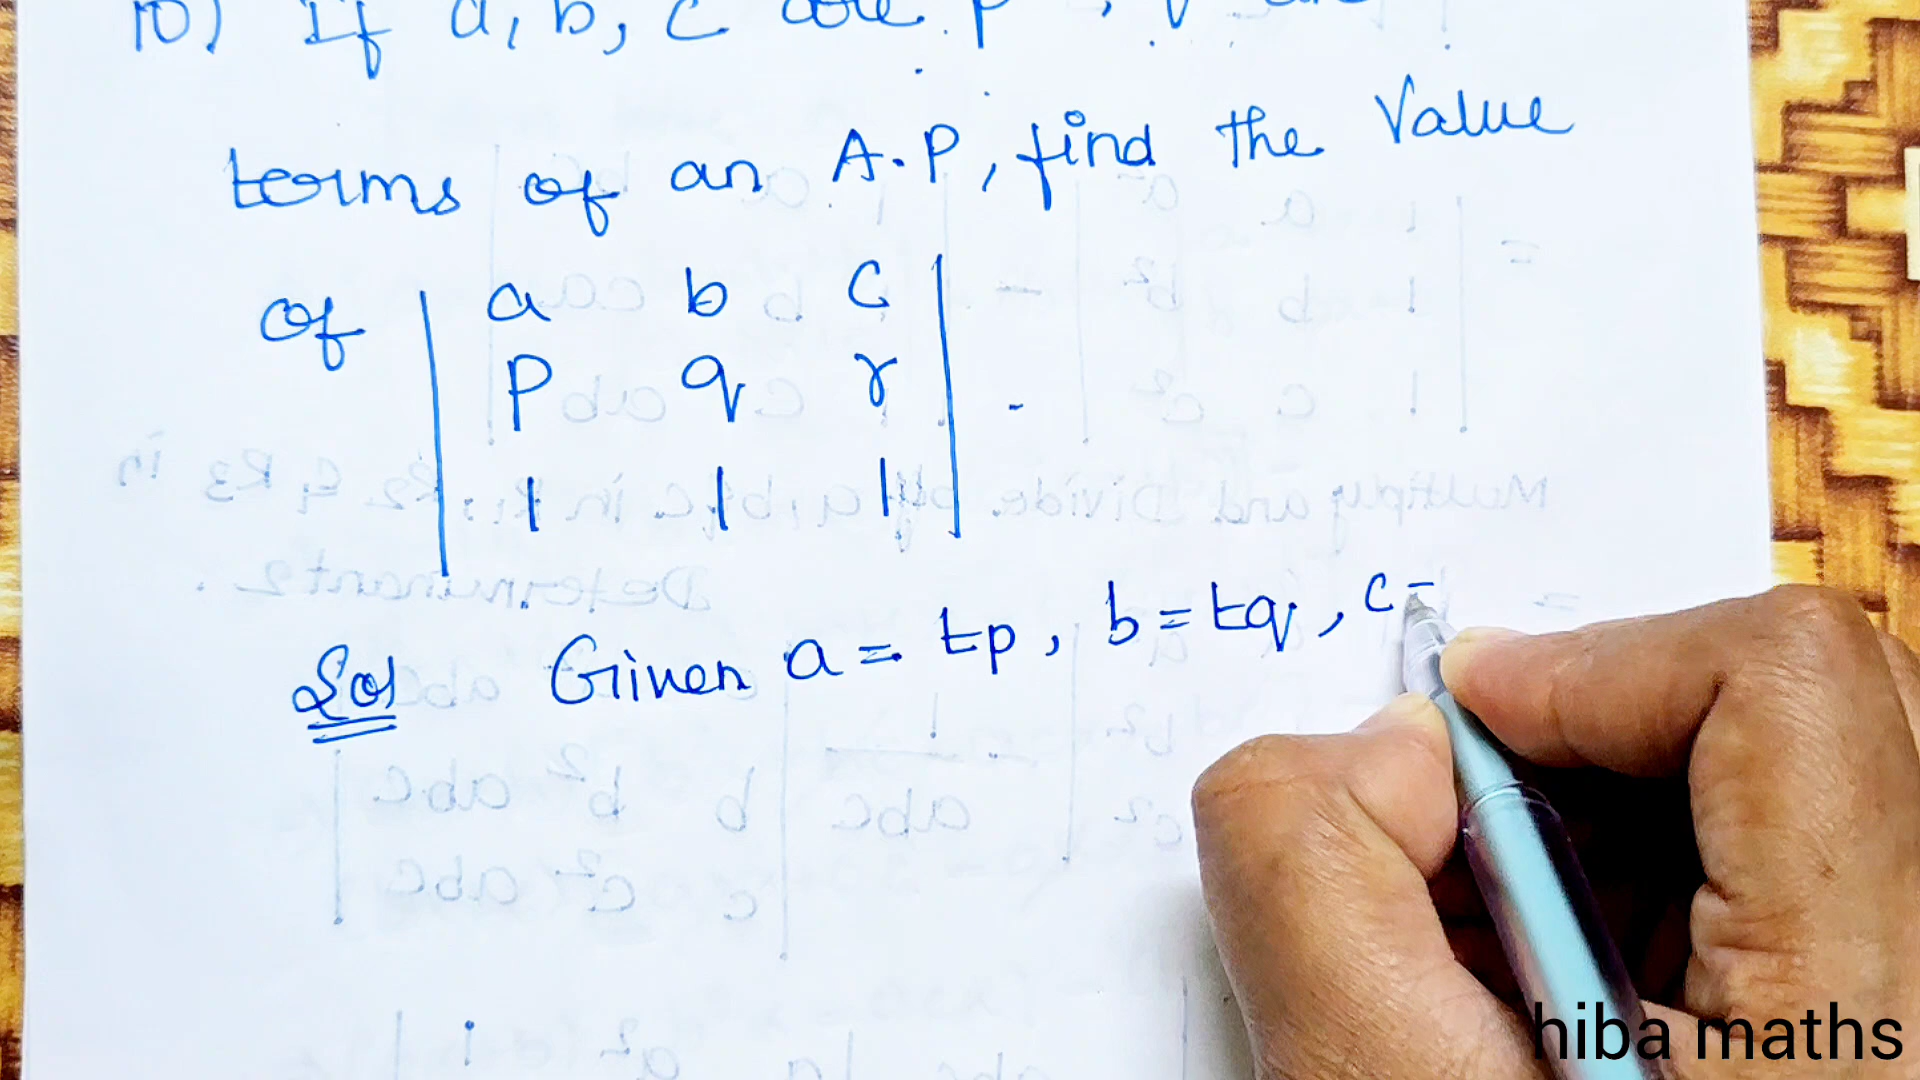 10) If a, b, c are p , q
terms of an A.P, find the Value
of | a b c |
| p q r | .
| 1 1 1 |
Sol Given a = tp, b = tq, c =
hiba maths